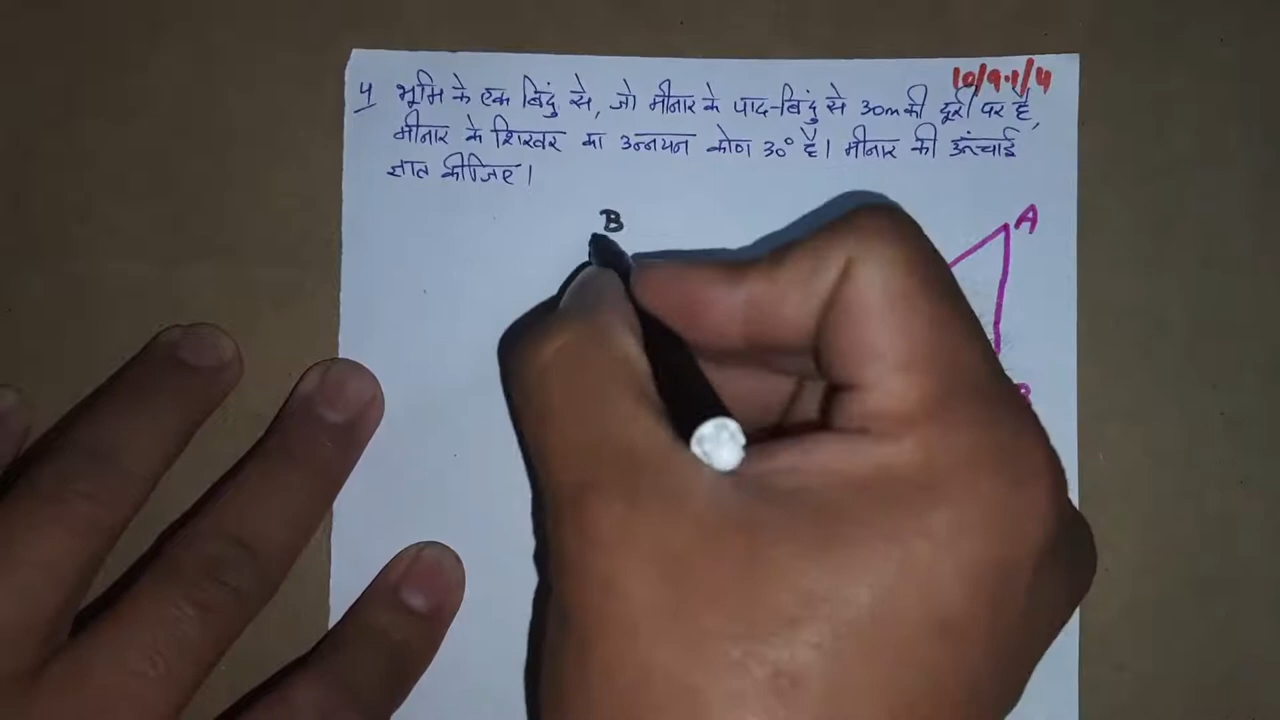 10/9.1/4
4 भूमि के एक बिंदु से, जो मीनार के पाद-बिंदु से 30m की दूरी पर है,
मीनार के शिखर का उन्नयन कोण 30° है। मीनार की ऊंचाई
ज्ञात कीजिए।
B
A